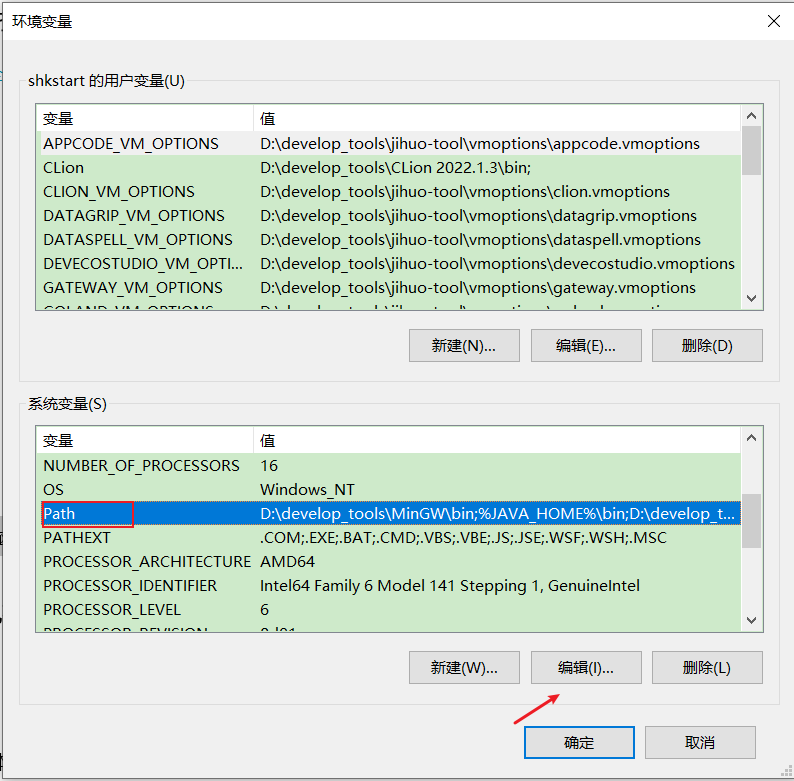 环境变量
shkstart 的用户变量(U)
变量 值
APPCODE_VM_OPTIONS D:\develop_tools\jihuo-tool\vmoptions\appcode.vmoptions
CLion D:\develop_tools\CLion 2022.1.3\bin;
CLION_VM_OPTIONS D:\develop_tools\jihuo-tool\vmoptions\clion.vmoptions
DATAGRIP_VM_OPTIONS D:\develop_tools\jihuo-tool\vmoptions\datagrip.vmoptions
DATASPELL_VM_OPTIONS D:\develop_tools\jihuo-tool\vmoptions\dataspell.vmoptions
DEVECOSTUDIO_VM_OPTI... D:\develop_tools\jihuo-tool\vmoptions\devecostudio.vmoptions
GATEWAY_VM_OPTIONS D:\develop_tools\jihuo-tool\vmoptions\gateway.vmoptions
新建(N)... 编辑(E)... 删除(D)
系统变量(S)
变量 值
NUMBER_OF_PROCESSORS 16
OS Windows_NT
Path D:\develop_tools\MinGW\bin;%JAVA_HOME%\bin;D:\develop_t...
PATHEXT .COM;.EXE;.BAT;.CMD;.VBS;.VBE;.JS;.JSE;.WSF;.WSH;.MSC
PROCESSOR_ARCHITECTURE AMD64
PROCESSOR_IDENTIFIER Intel64 Family 6 Model 141 Stepping 1, GenuineIntel
PROCESSOR_LEVEL 6
新建(W)... 编辑(I)... 删除(L)
确定 取消